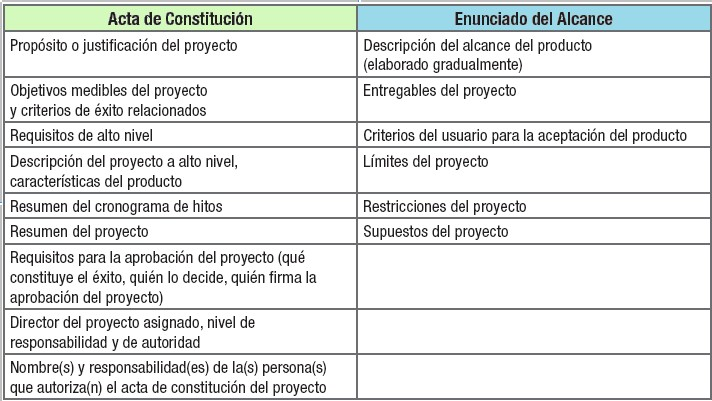 Acta de Constitución
Enunciado del Alcance
Propósito o justificación del proyecto
Descripción del alcance del producto
(elaborado gradualmente)
Objetivos medibles del proyecto
y criterios de éxito relacionados
Entregables del proyecto
Requisitos de alto nivel
Criterios del usuario para la aceptación del producto
Descripción del proyecto a alto nivel,
características del producto
Límites del proyecto
Resumen del cronograma de hitos
Restricciones del proyecto
Resumen del proyecto
Supuestos del proyecto
Requisitos para la aprobación del proyecto (qué
constituye el éxito, quién lo decide, quién firma la
aprobación del proyecto)
Director del proyecto asignado, nivel de
responsabilidad y de autoridad
Nombre(s) y responsabilidad(es) de la(s) persona(s)
que autoriza(n) el acta de constitución del proyecto